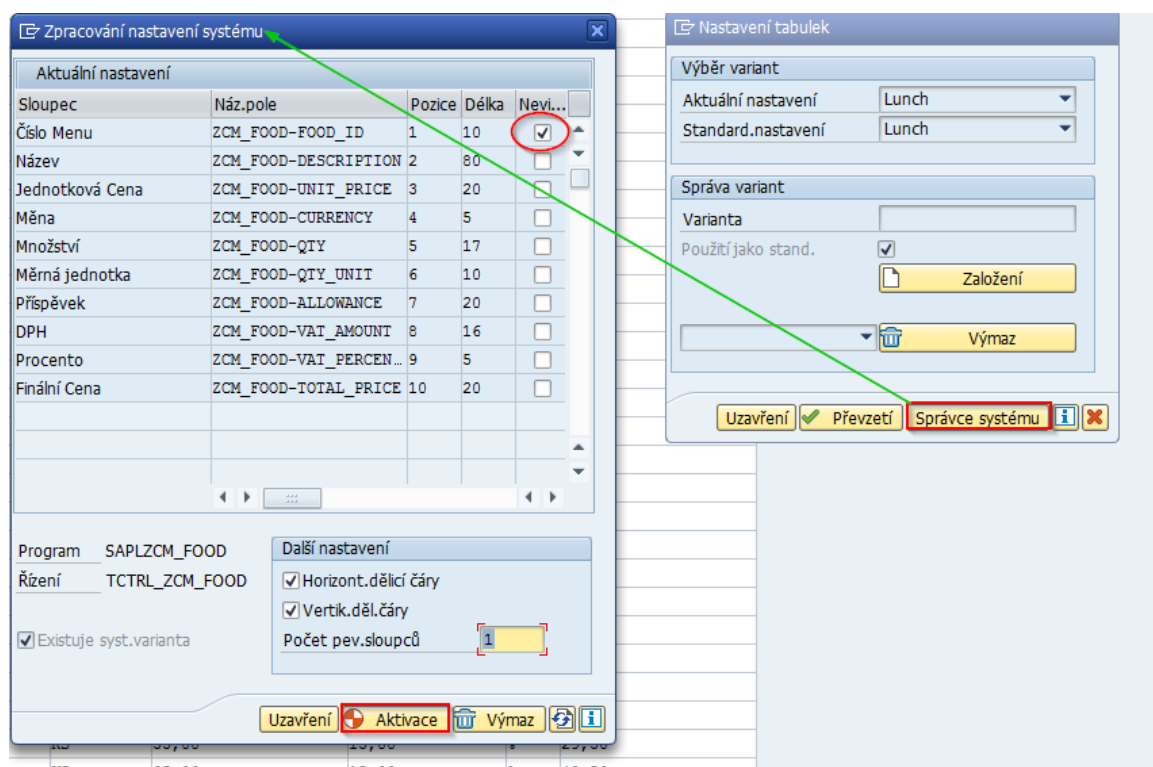 Zpracování nastavení systému
Aktuální nastavení
Sloupec Náz.pole Pozice Délka Nevi...
Číslo Menu ZCM_FOOD-FOOD_ID 1 10
Název ZCM_FOOD-DESCRIPTION 2 80
Jednotková Cena ZCM_FOOD-UNIT_PRICE 3 20
Měna ZCM_FOOD-CURRENCY 4 5
Množství ZCM_FOOD-QTY 5 17
Měrná jednotka ZCM_FOOD-QTY_UNIT 6 10
Příspěvek ZCM_FOOD-ALLOWANCE 7 20
DPH ZCM_FOOD-VAT_AMOUNT 8 16
Procento ZCM_FOOD-VAT_PERCEN… 9 5
Finální Cena ZCM_FOOD-TOTAL_PRICE 10 20
Program SAPLZCM_FOOD
Řízení TCTRL_ZCM_FOOD
Existuje syst.varianta
Další nastavení
Horizont.dělicí čáry
Vertik.děl.čáry
Počet pev.sloupců 1
Uzavření Aktivace Výmaz
Nastavení tabulek
Výběr variant
Aktuální nastavení Lunch
Standard.nastavení Lunch
Správa variant
Varianta
Použití jako stand.
Založení
Výmaz
Uzavření Převzetí Správce systému